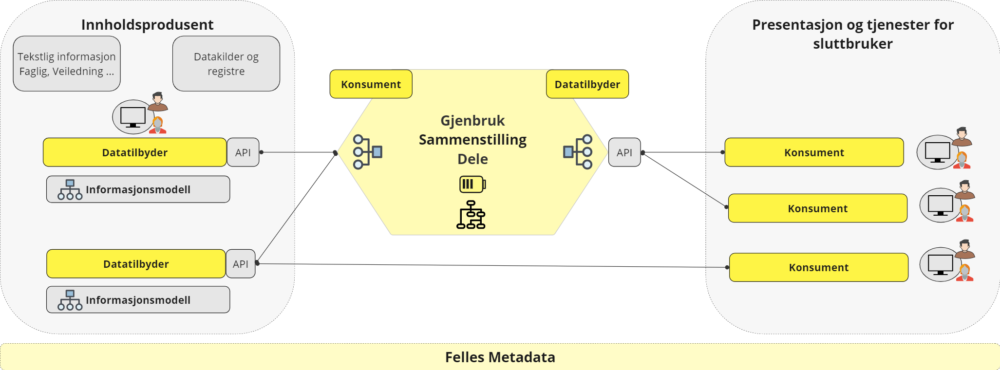 Innholdsprodusent
Tekstlig informasjon
Faglig, Veiledning ...
Datakilder og
registre
Datatilbyder
API
Informasjonsmodell
Datatilbyder
API
Informasjonsmodell
Konsument
Datatilbyder
Gjenbruk
Sammenstilling
Dele
API
Presentasjon og tjenester for
sluttbruker
Konsument
Konsument
Konsument
Felles Metadata